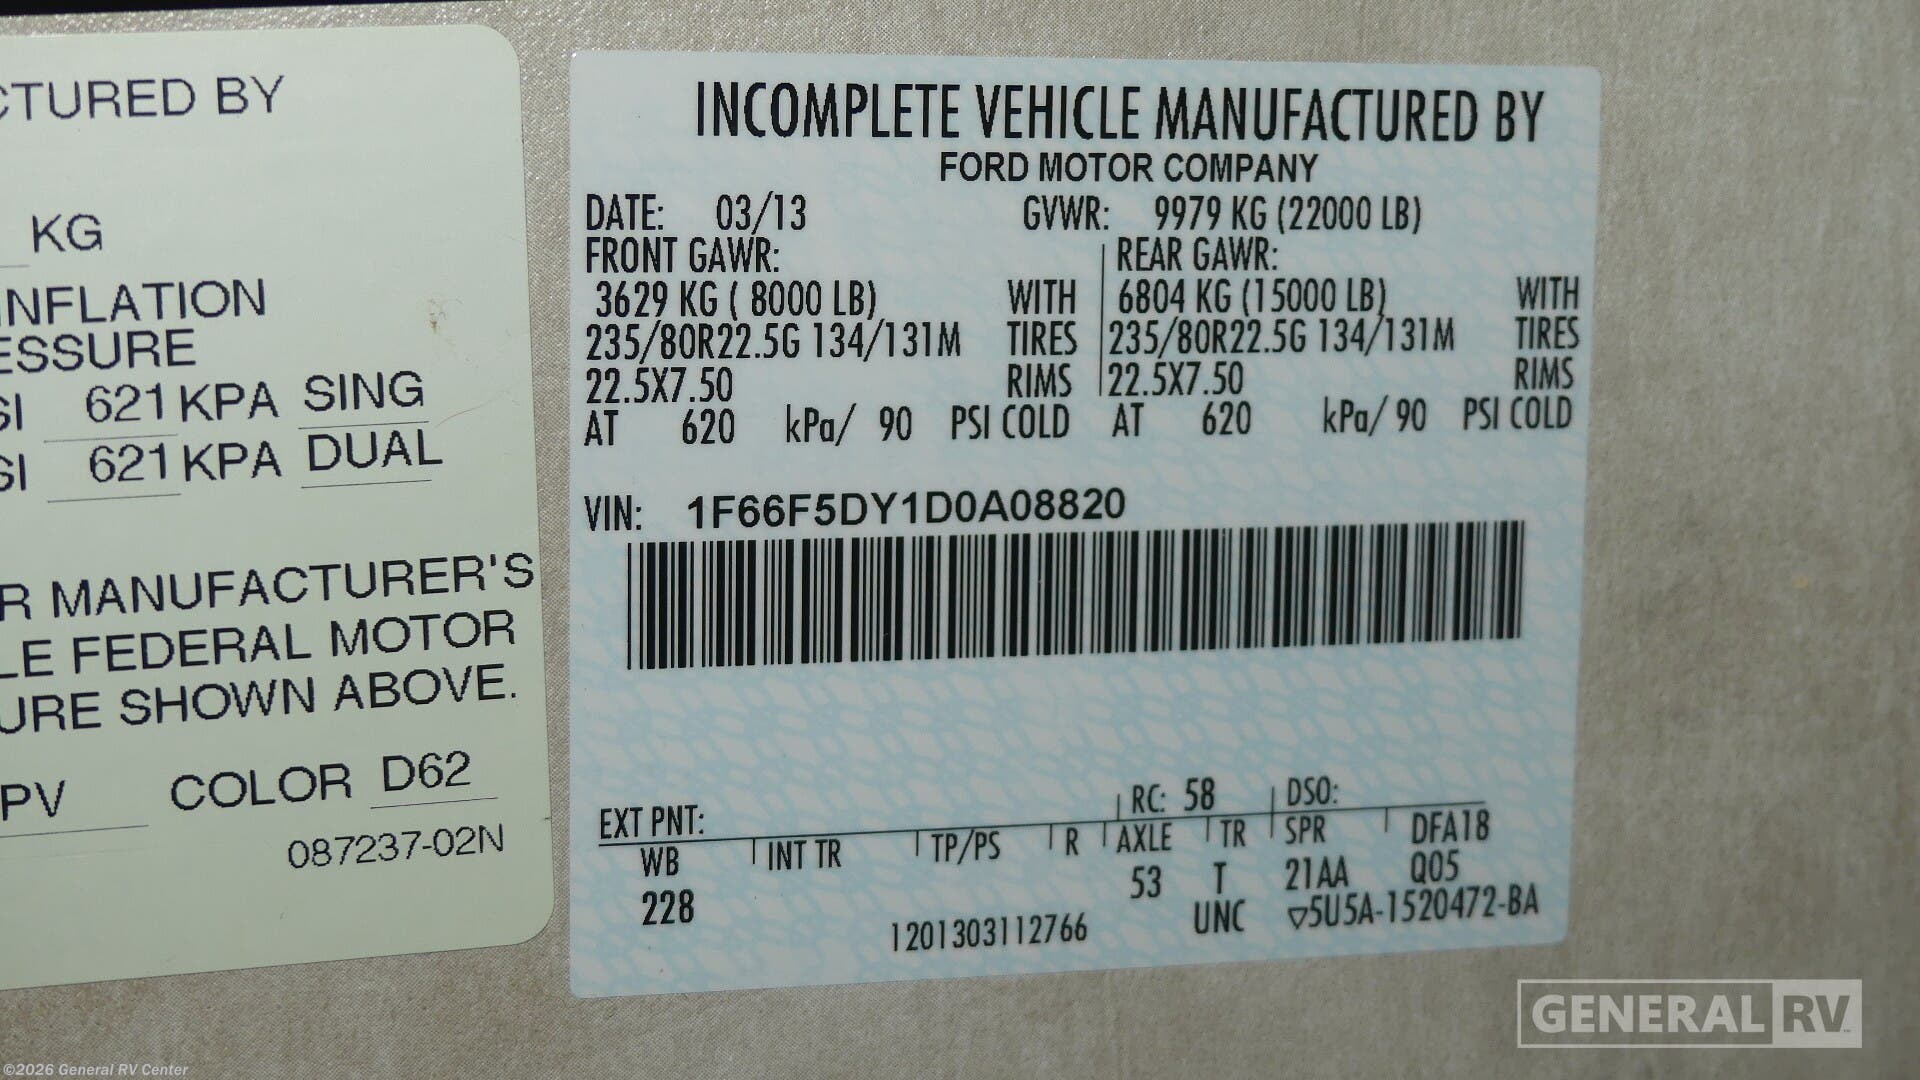 CTURED BY
KG
INFLATION
ESSURE
SI 621 KPA SING
SI 621 KPA DUAL
R MANUFACTURER'S
LE FEDERAL MOTOR
URE SHOWN ABOVE.
PV COLOR D62
087237-02N
INCOMPLETE VEHICLE MANUFACTURED BY
FORD MOTOR COMPANY
DATE: 03/13 GVWR: 9979 KG (22000 LB)
FRONT GAWR: REAR GAWR:
3629 KG ( 8000 LB) WITH 6804 KG (15000 LB) WITH
235/80R22.5G 134/131M TIRES 235/80R22.5G 134/131M TIRES
22.5X7.50 RIMS 22.5X7.50 RIMS
AT 620 kPa/ 90 PSI COLD AT 620 kPa/ 90 PSI COLD
VIN: 1F66F5DY1D0A08820
EXT PNT: RC: 58 DSO:
WB INT TR TP/PS R AXLE TR SPR DFA18
228 53 T 21AA Q05
1201303112766 UNC ▽5U5A-1520472-BA
GENERAL RV
©2026 General RV Center